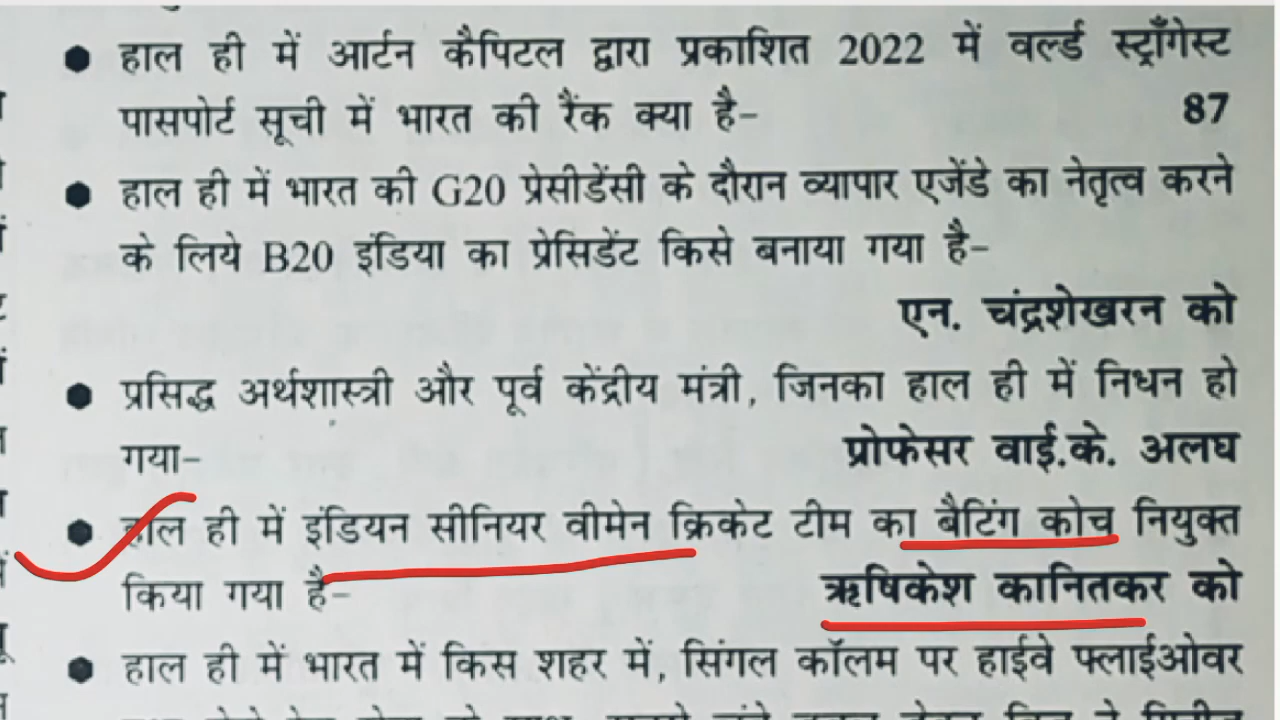 ● हाल ही में आर्टन कैपिटल द्वारा प्रकाशित 2022 में वर्ल्ड स्ट्राँगेस्ट
पासपोर्ट सूची में भारत की रैंक क्या है- 87
● हाल ही में भारत की G20 प्रेसीडेंसी के दौरान व्यापार एजेंडे का नेतृत्व करने
के लिये B20 इंडिया का प्रेसिडेंट किसे बनाया गया है-
एन. चंद्रशेखरन को
● प्रसिद्ध अर्थशास्त्री और पूर्व केंद्रीय मंत्री, जिनका हाल ही में निधन हो
गया- प्रोफेसर वाई.के. अलघ
● हाल ही में इंडियन सीनियर वीमेन क्रिकेट टीम का बैटिंग कोच नियुक्त
किया गया है- ऋषिकेश कानितकर को
● हाल ही में भारत में किस शहर में, सिंगल कॉलम पर हाईवे फ्लाईओवर